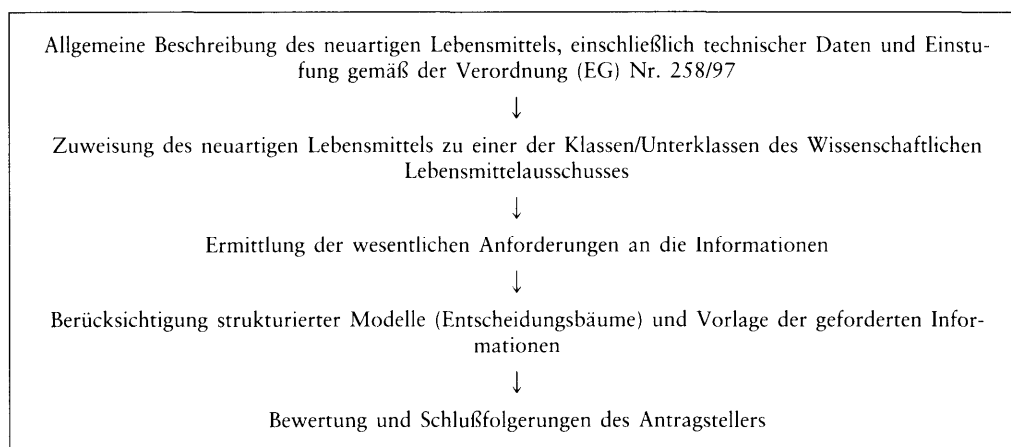 Allgemeine Beschreibung des neuartigen Lebensmittels, einschließlich technischer Daten und Einstu-
fung gemäß der Verordnung (EG) Nr. 258/97
↓
Zuweisung des neuartigen Lebensmittels zu einer der Klassen/Unterklassen des Wissenschaftlichen
Lebensmittelausschusses
↓
Ermittlung der wesentlichen Anforderungen an die Informationen
↓
Berücksichtigung strukturierter Modelle (Entscheidungsbäume) und Vorlage der geforderten Infor-
mationen
↓
Bewertung und Schlußfolgerungen des Antragstellers